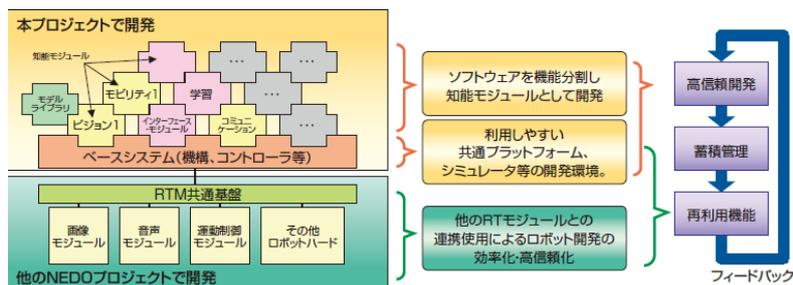 本プロジェクトで開発
知能モジュール
…
…
モデル
ライブラリ
モビリティ1
学習
…
…
ビジョン1
インターフェース
・モジュール
コミュニ
ケーション
…
ベースシステム(機構、コントローラ等)
RTM共通基盤
画像
モジュール
音声
モジュール
運動制御
モジュール
その他
ロボットハード
他のNEDOプロジェクトで開発
ソフトウェアを機能分割し
知能モジュールとして開発
利用しやすい
共通プラットフォーム、
シミュレータ等の開発環境。
他のRTモジュールとの
連携使用によるロボット開発の
効率化・高信頼化
高信頼開発
蓄積管理
再利用機能
フィードバック